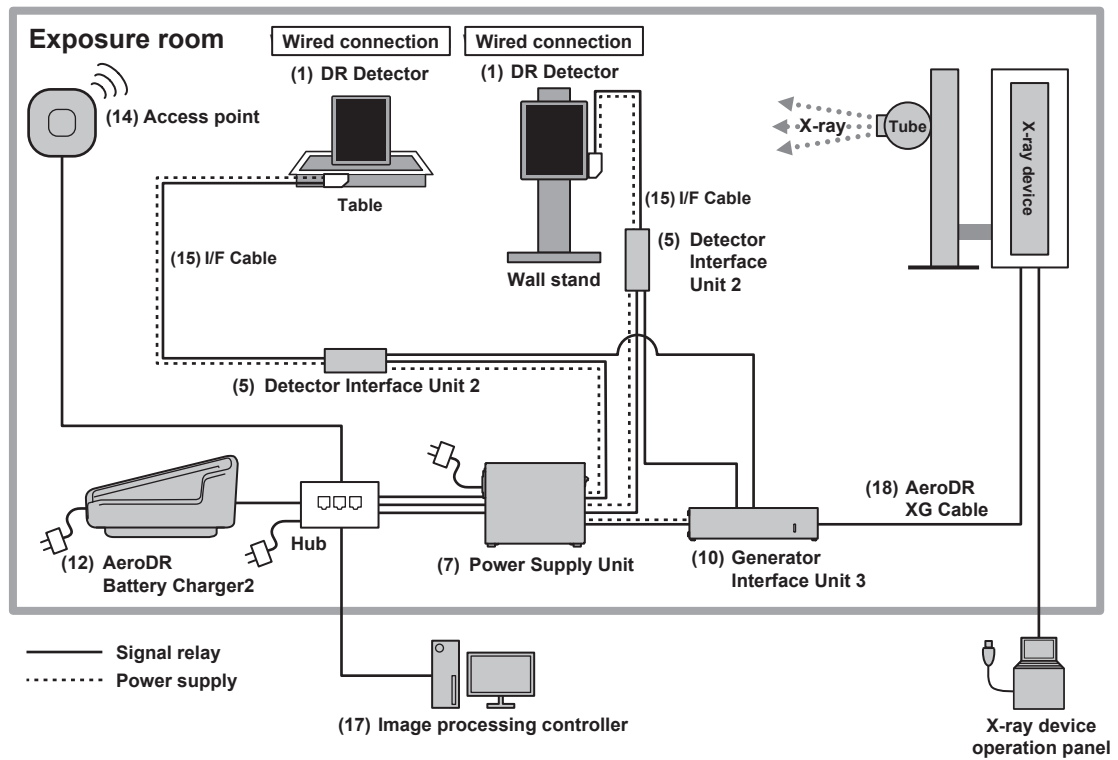 Exposure room
Wired connection
(1) DR Detector
Wired connection
(1) DR Detector
(14) Access point
X-ray
Tube
X-ray device
Table
(15) I/F Cable
(15) I/F Cable
(5) Detector
Interface
Unit 2
Wall stand
(5) Detector Interface Unit 2
(18) AeroDR
XG Cable
Hub
(12) AeroDR
Battery Charger2
(7) Power Supply Unit
(10) Generator
Interface Unit 3
Signal relay
Power supply
(17) Image processing controller
X-ray device
operation panel